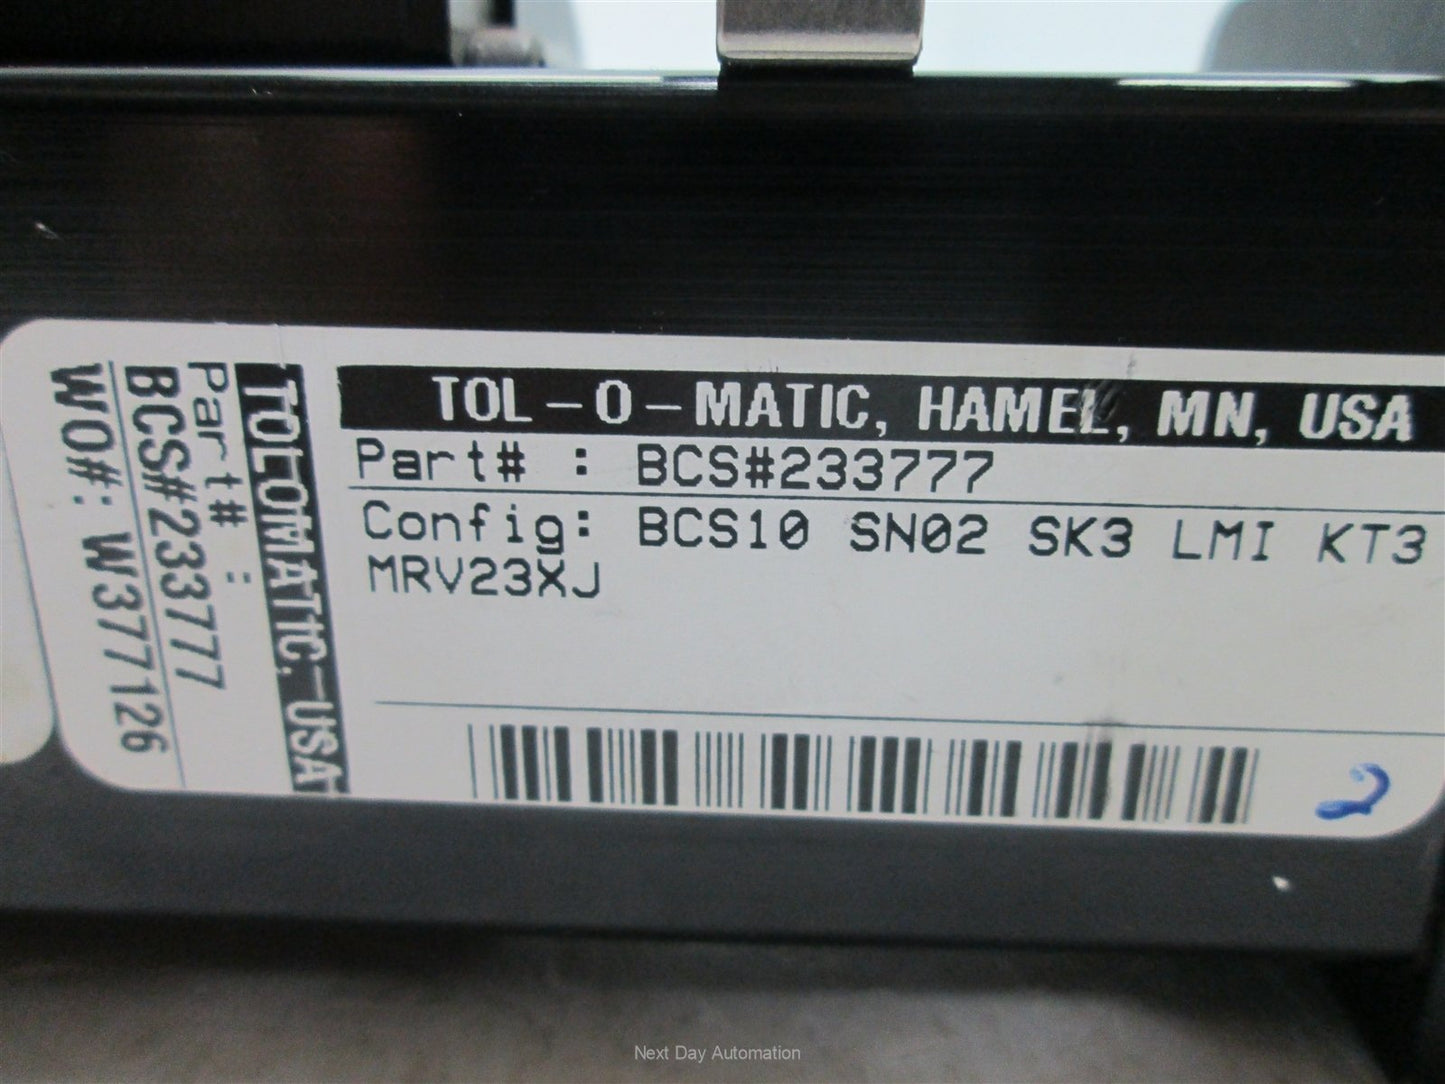 TOL-O-MATIC, HAMEL, MN, USA
Part# : BCS#233777
Config: BCS10 SN02 SK3 LMI KT3
MRV23XJ
TOLOMATIC, USA
Part# :
BCS#233777
WO#: W377126
2
Next Day Automation